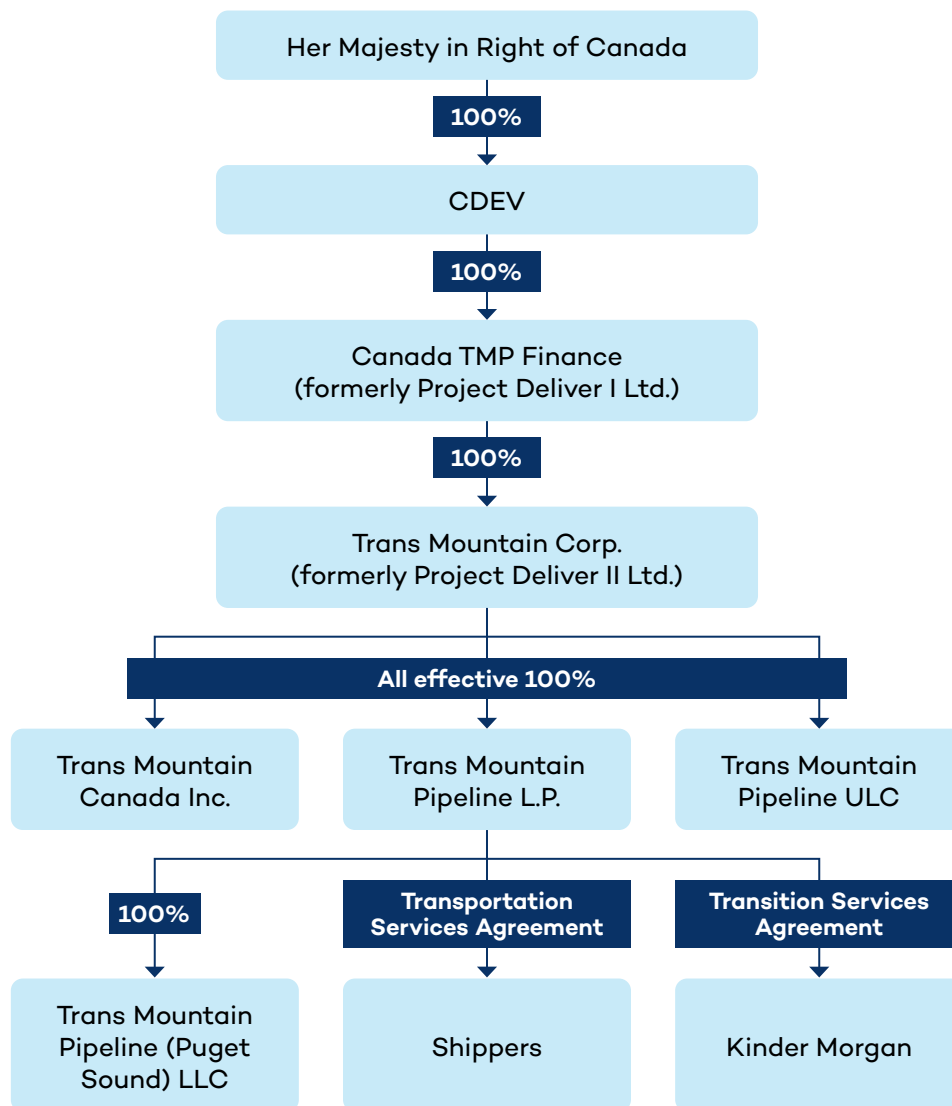 Her Majesty in Right of Canada
100%
CDEV
100%
Canada TMP Finance
(formerly Project Deliver I Ltd.)
100%
Trans Mountain Corp.
(formerly Project Deliver II Ltd.)
All effective 100%
Trans Mountain
Canada Inc.
Trans Mountain
Pipeline L.P.
Trans Mountain
Pipeline ULC
100%
Transportation
Services Agreement
Transition Services
Agreement
Trans Mountain
Pipeline (Puget
Sound) LLC
Shippers
Kinder Morgan